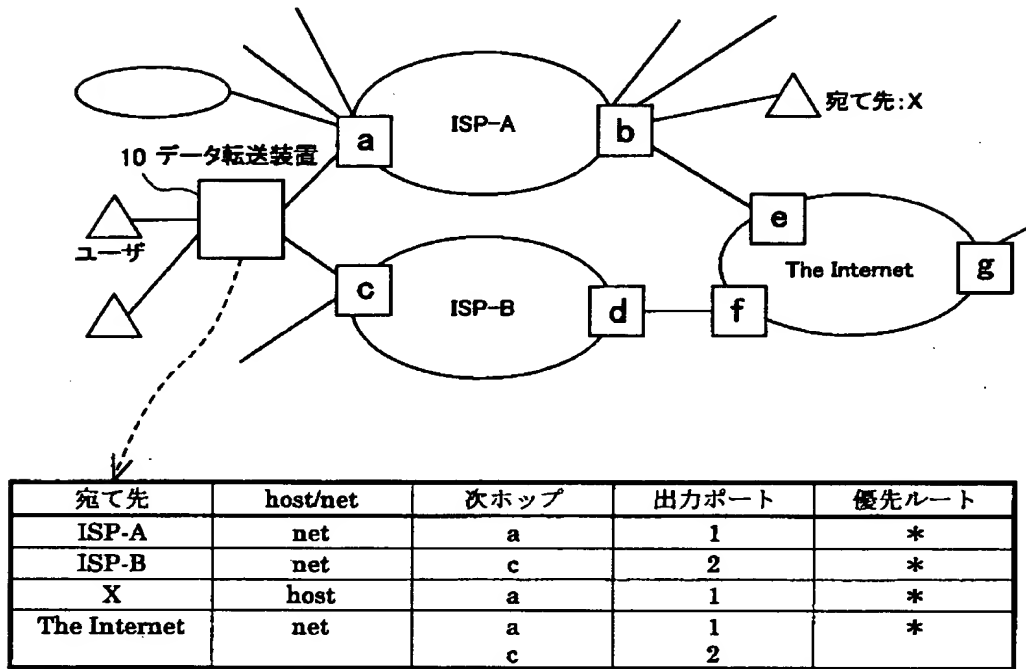 ISP-A
a
b
宛て先:X
10 データ転送装置
ユーザ
e
The Internet
g
c
ISP-B
d
f
宛て先 host/net 次ホップ 出力ポート 優先ルート
ISP-A net a 1 *
ISP-B net c 2 *
X host a 1 *
The Internet net a 1 *
c 2